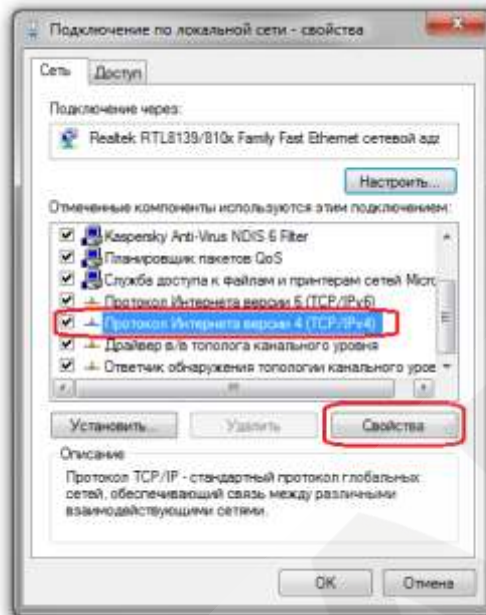 Подключение по локальной сети - свойства
Сеть
Доступ
Подключение через:
Realtek RTL8139/810x Family Fast Ethernet сетевой ада
Настроить...
Отмеченные компоненты используются этим подключением:
Kaspersky Anti-Virus NDIS 6 Filter
Планировщик пакетов QoS
Служба доступа к файлам и принтерам сетей Micro
Протокол Интернета версии 6 (TCP/IPv6)
Протокол Интернета версии 4 (TCP/IPv4)
Драйвер в/в тополога канального уровня
Ответчик обнаружения топологии канального уров
Установить...
Удалить
Свойства
Описание
Протокол TCP/IP - стандартный протокол глобальных
сетей, обеспечивающий связь между различными
взаимодействующими сетями.
OK
Отмена